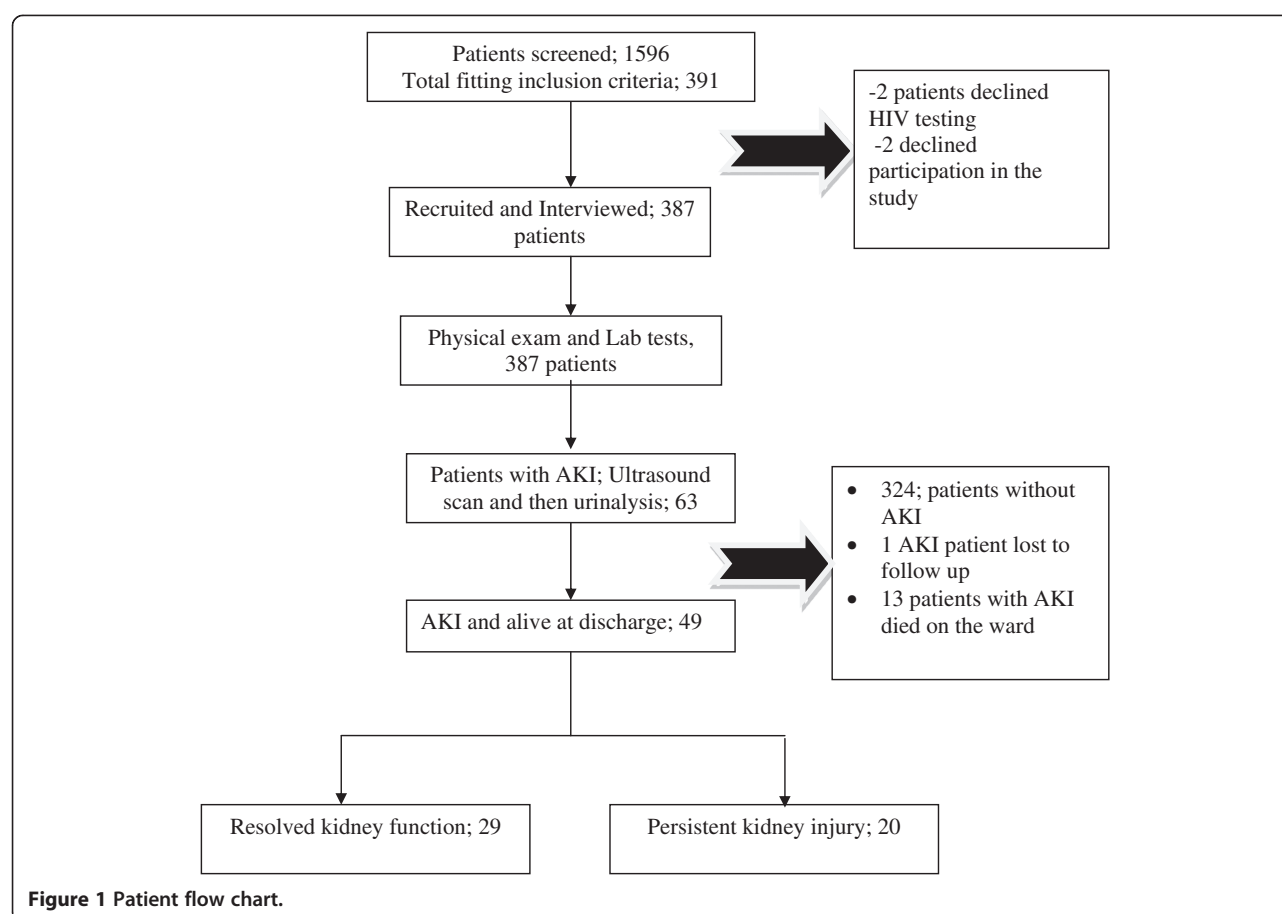 Patients screened; 1596
Total fitting inclusion criteria; 391
-2 patients declined
HIV testing
-2 declined
participation in the
study
Recruited and Interviewed; 387
patients
Physical exam and Lab tests,
387 patients
Patients with AKI; Ultrasound
scan and then urinalysis; 63
• 324; patients without
AKI
• 1 AKI patient lost to
follow up
• 13 patients with AKI
died on the ward
AKI and alive at discharge; 49
Resolved kidney function; 29
Persistent kidney injury; 20
Figure 1 Patient flow chart.